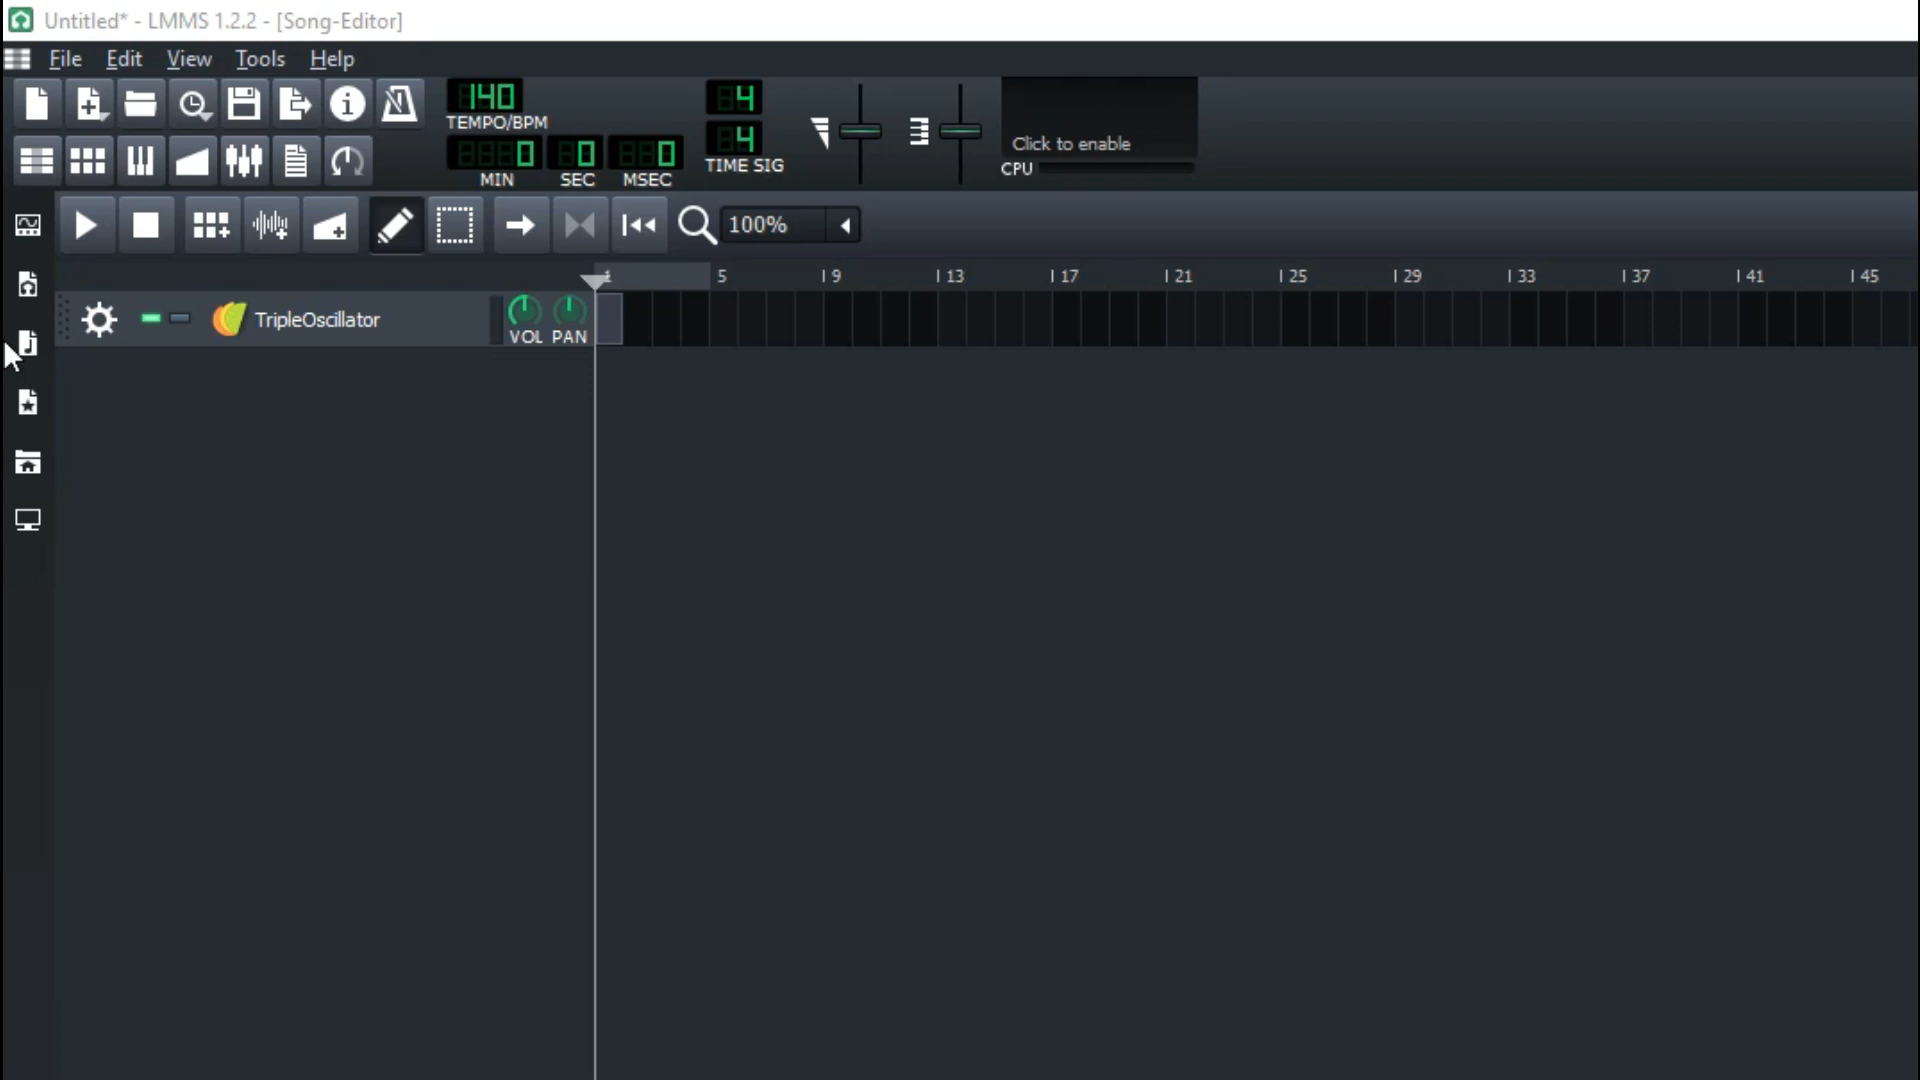 Untitled* - LMMS 1.2.2 - [Song-Editor]
File Edit View Tools Help
140
TEMPO/BPM
0 0 0
MIN SEC MSEC
4
4
TIME SIG
Click to enable
CPU
100%
1 5 9 13 17 21 25 29 33 37 41 45
TripleOscillator
VOL PAN